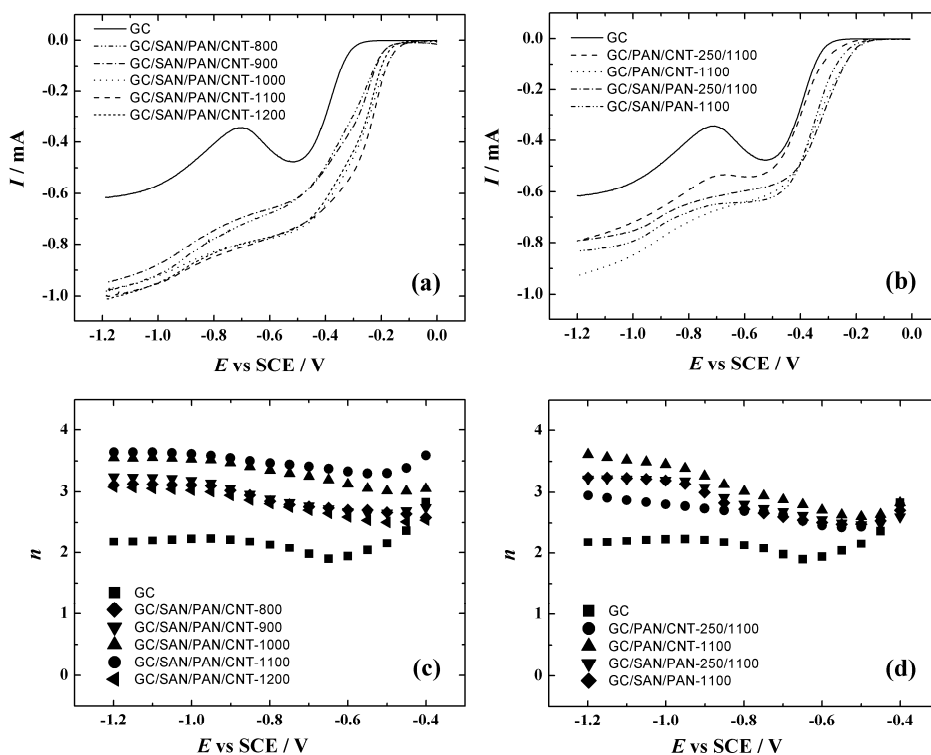 GC
GC/SAN/PAN/CNT-800
GC/SAN/PAN/CNT-900
GC/SAN/PAN/CNT-1000
GC/SAN/PAN/CNT-1100
GC/SAN/PAN/CNT-1200
0.0
-0.2
-0.4
-0.6
-0.8
-1.0
I / mA
(a)
-1.2 -1.0 -0.8 -0.6 -0.4 -0.2 0.0
E vs SCE / V
GC
GC/PAN/CNT-250/1100
GC/PAN/CNT-1100
GC/SAN/PAN-250/1100
GC/SAN/PAN-1100
0.0
-0.2
-0.4
-0.6
-0.8
-1.0
I / mA
(b)
-1.2 -1.0 -0.8 -0.6 -0.4 -0.2 0.0
E vs SCE / V
4
3
2
1
0
n
GC
GC/SAN/PAN/CNT-800
GC/SAN/PAN/CNT-900
GC/SAN/PAN/CNT-1000
GC/SAN/PAN/CNT-1100
GC/SAN/PAN/CNT-1200
(c)
-1.2 -1.0 -0.8 -0.6 -0.4
E vs SCE / V
4
3
2
1
0
n
GC
GC/PAN/CNT-250/1100
GC/PAN/CNT-1100
GC/SAN/PAN-250/1100
GC/SAN/PAN-1100
(d)
-1.2 -1.0 -0.8 -0.6 -0.4
E vs SCE / V